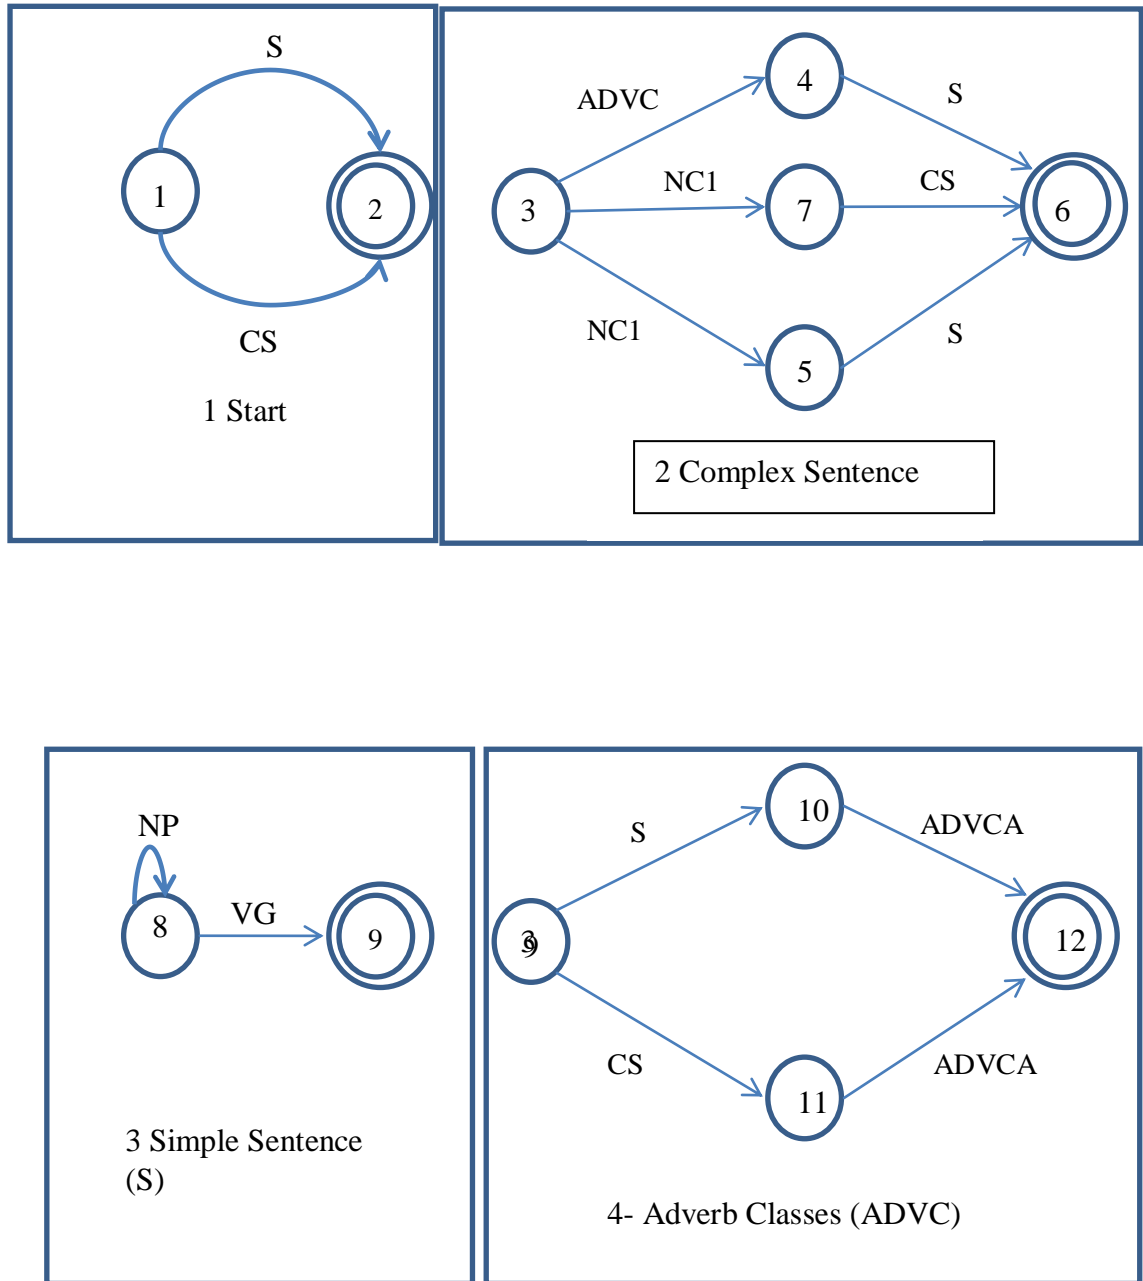 S
1
2
CS
1 Start
ADVC
4
S
3
NC1
7
CS
6
NC1
5
S
2 Complex Sentence
NP
8
VG
9
3 Simple Sentence
(S)
S
10
ADVCA
12
CS
11
ADVCA
4- Adverb Classes (ADVC)